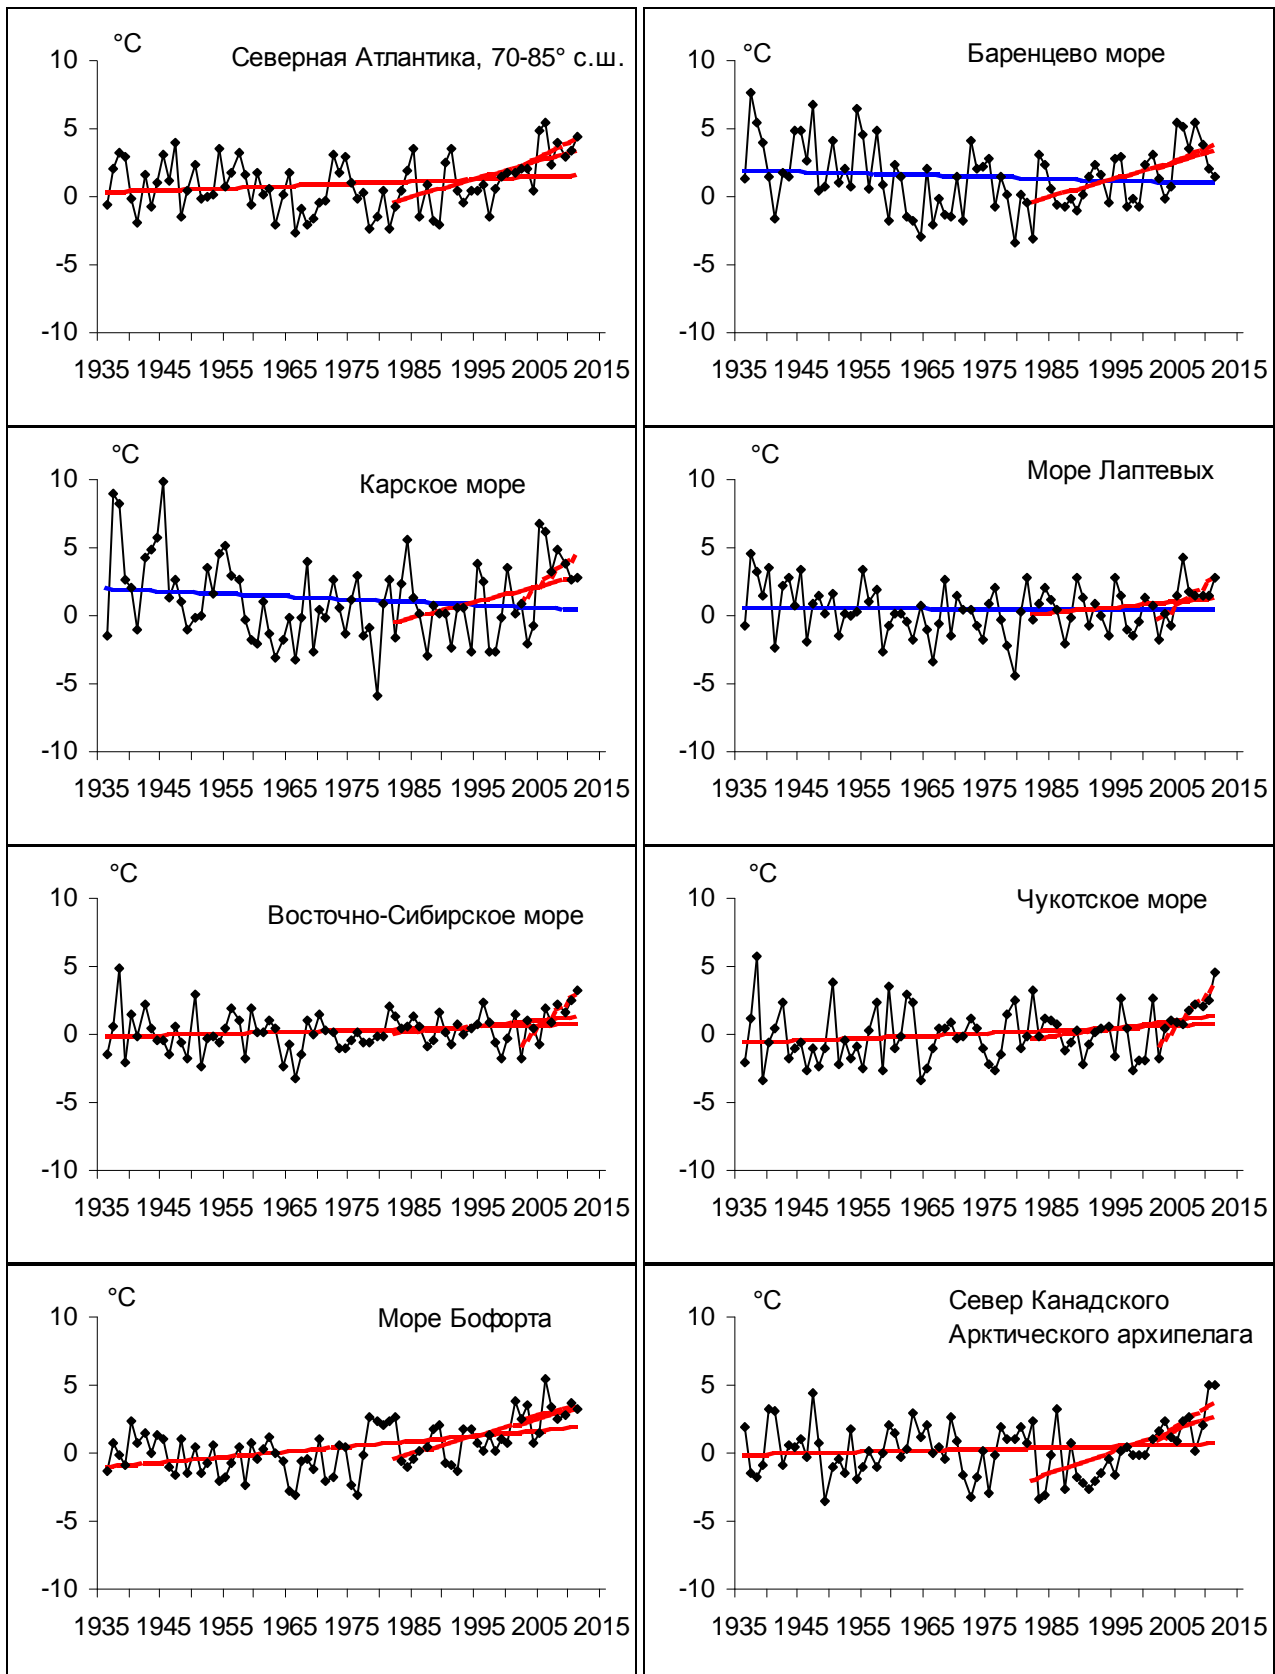 °C
Северная Атлантика, 70-85° с.ш.
10
5
0
-5
-10
1935 1945 1955 1965 1975 1985 1995 2005 2015
°C
Баренцево море
10
5
0
-5
-10
1935 1945 1955 1965 1975 1985 1995 2005 2015
°C
Карское море
10
5
0
-5
-10
1935 1945 1955 1965 1975 1985 1995 2005 2015
°C
Море Лаптевых
10
5
0
-5
-10
1935 1945 1955 1965 1975 1985 1995 2005 2015
°C
Восточно-Сибирское море
10
5
0
-5
-10
1935 1945 1955 1965 1975 1985 1995 2005 2015
°C
Чукотское море
10
5
0
-5
-10
1935 1945 1955 1965 1975 1985 1995 2005 2015
°C
Море Бофорта
10
5
0
-5
-10
1935 1945 1955 1965 1975 1985 1995 2005 2015
°C
Север Канадского
Арктического архипелага
10
5
0
-5
-10
1935 1945 1955 1965 1975 1985 1995 2005 2015